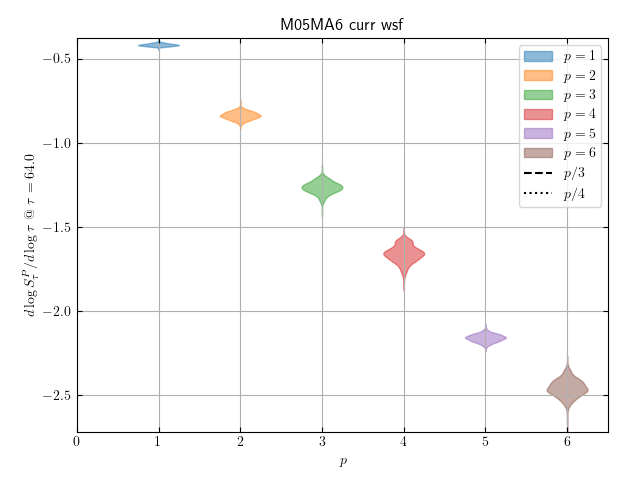 M05MA6 curr wsf
d log S_τ^P / d log τ @ τ = 64.0
−0.5
−1.0
−1.5
−2.0
−2.5
0 1 2 3 4 5 6
p
p = 1
p = 2
p = 3
p = 4
p = 5
p = 6
p/3
p/4